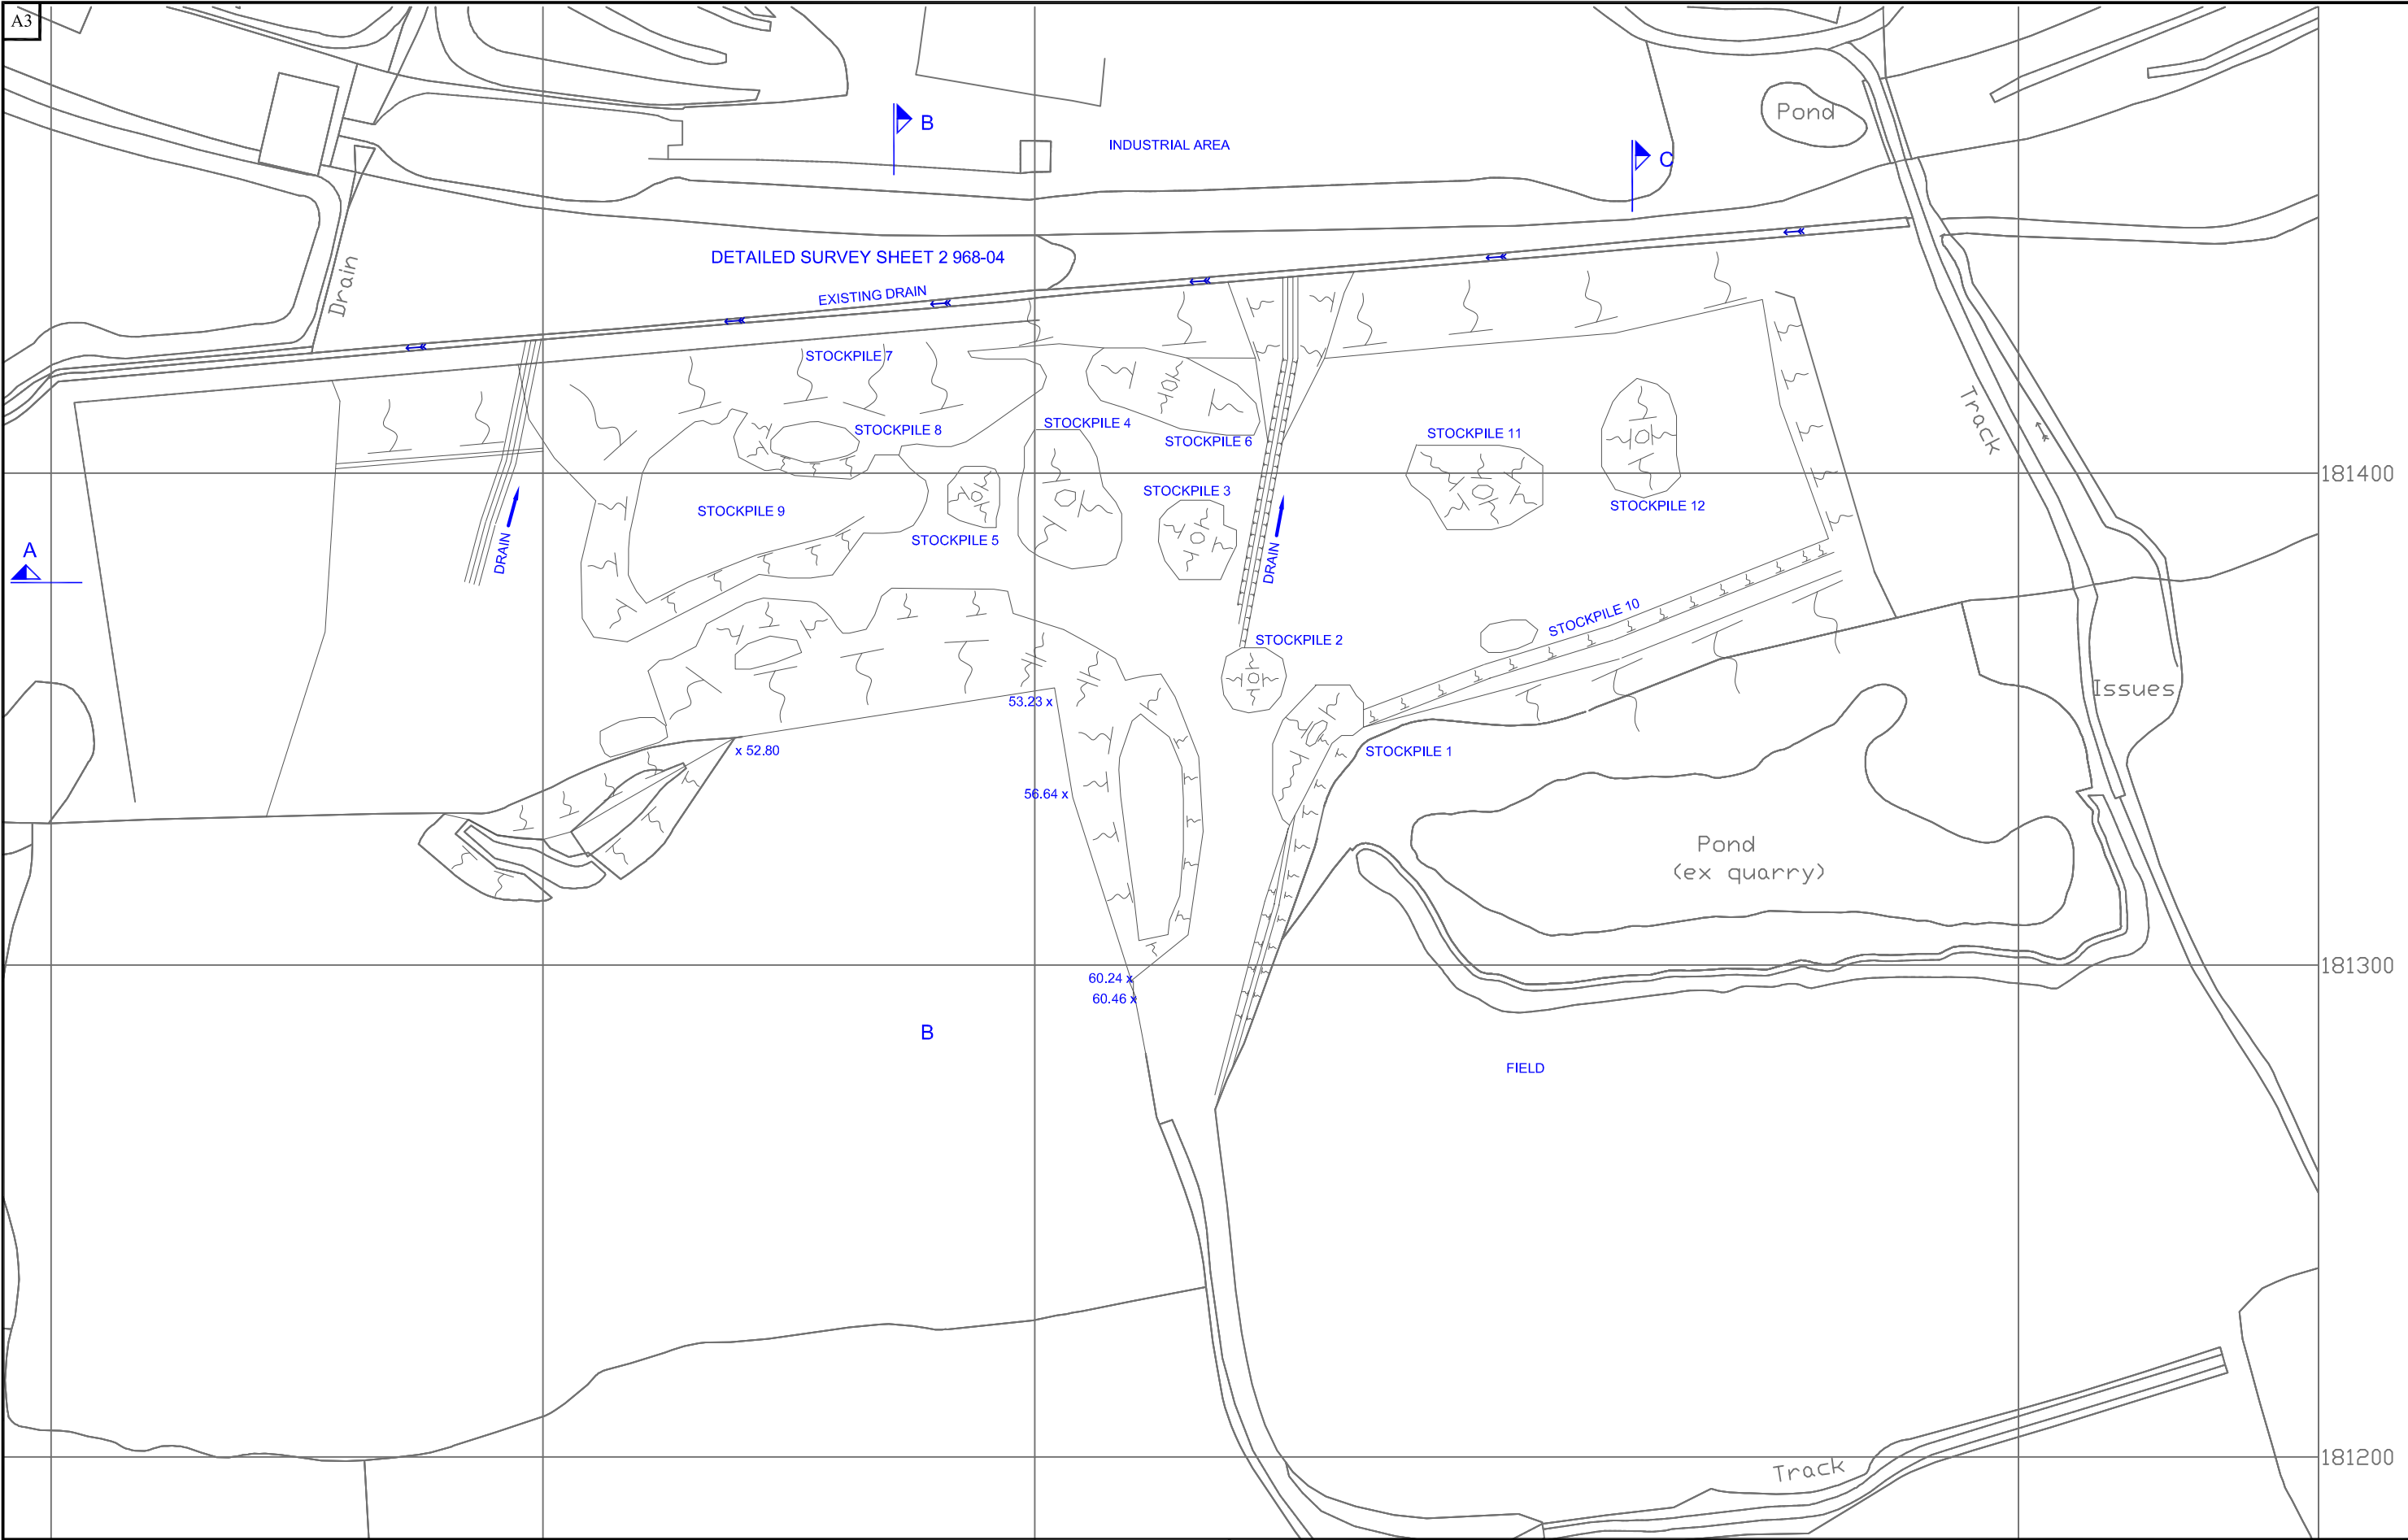 A3
Pond
B
INDUSTRIAL AREA
C
DETAILED SURVEY SHEET 2 968-04
Drain
EXISTING DRAIN
STOCKPILE 7
Track
STOCKPILE 8
STOCKPILE 4
STOCKPILE 6
STOCKPILE 11
181400
STOCKPILE 9
STOCKPILE 3
STOCKPILE 12
STOCKPILE 5
A
DRAIN
DRAIN
STOCKPILE 10
STOCKPILE 2
Issues
53.23 x
x 52.80
STOCKPILE 1
56.64 x
Pond
(ex quarry)
181300
60.24 x
60.46 x
B
FIELD
181200
Track